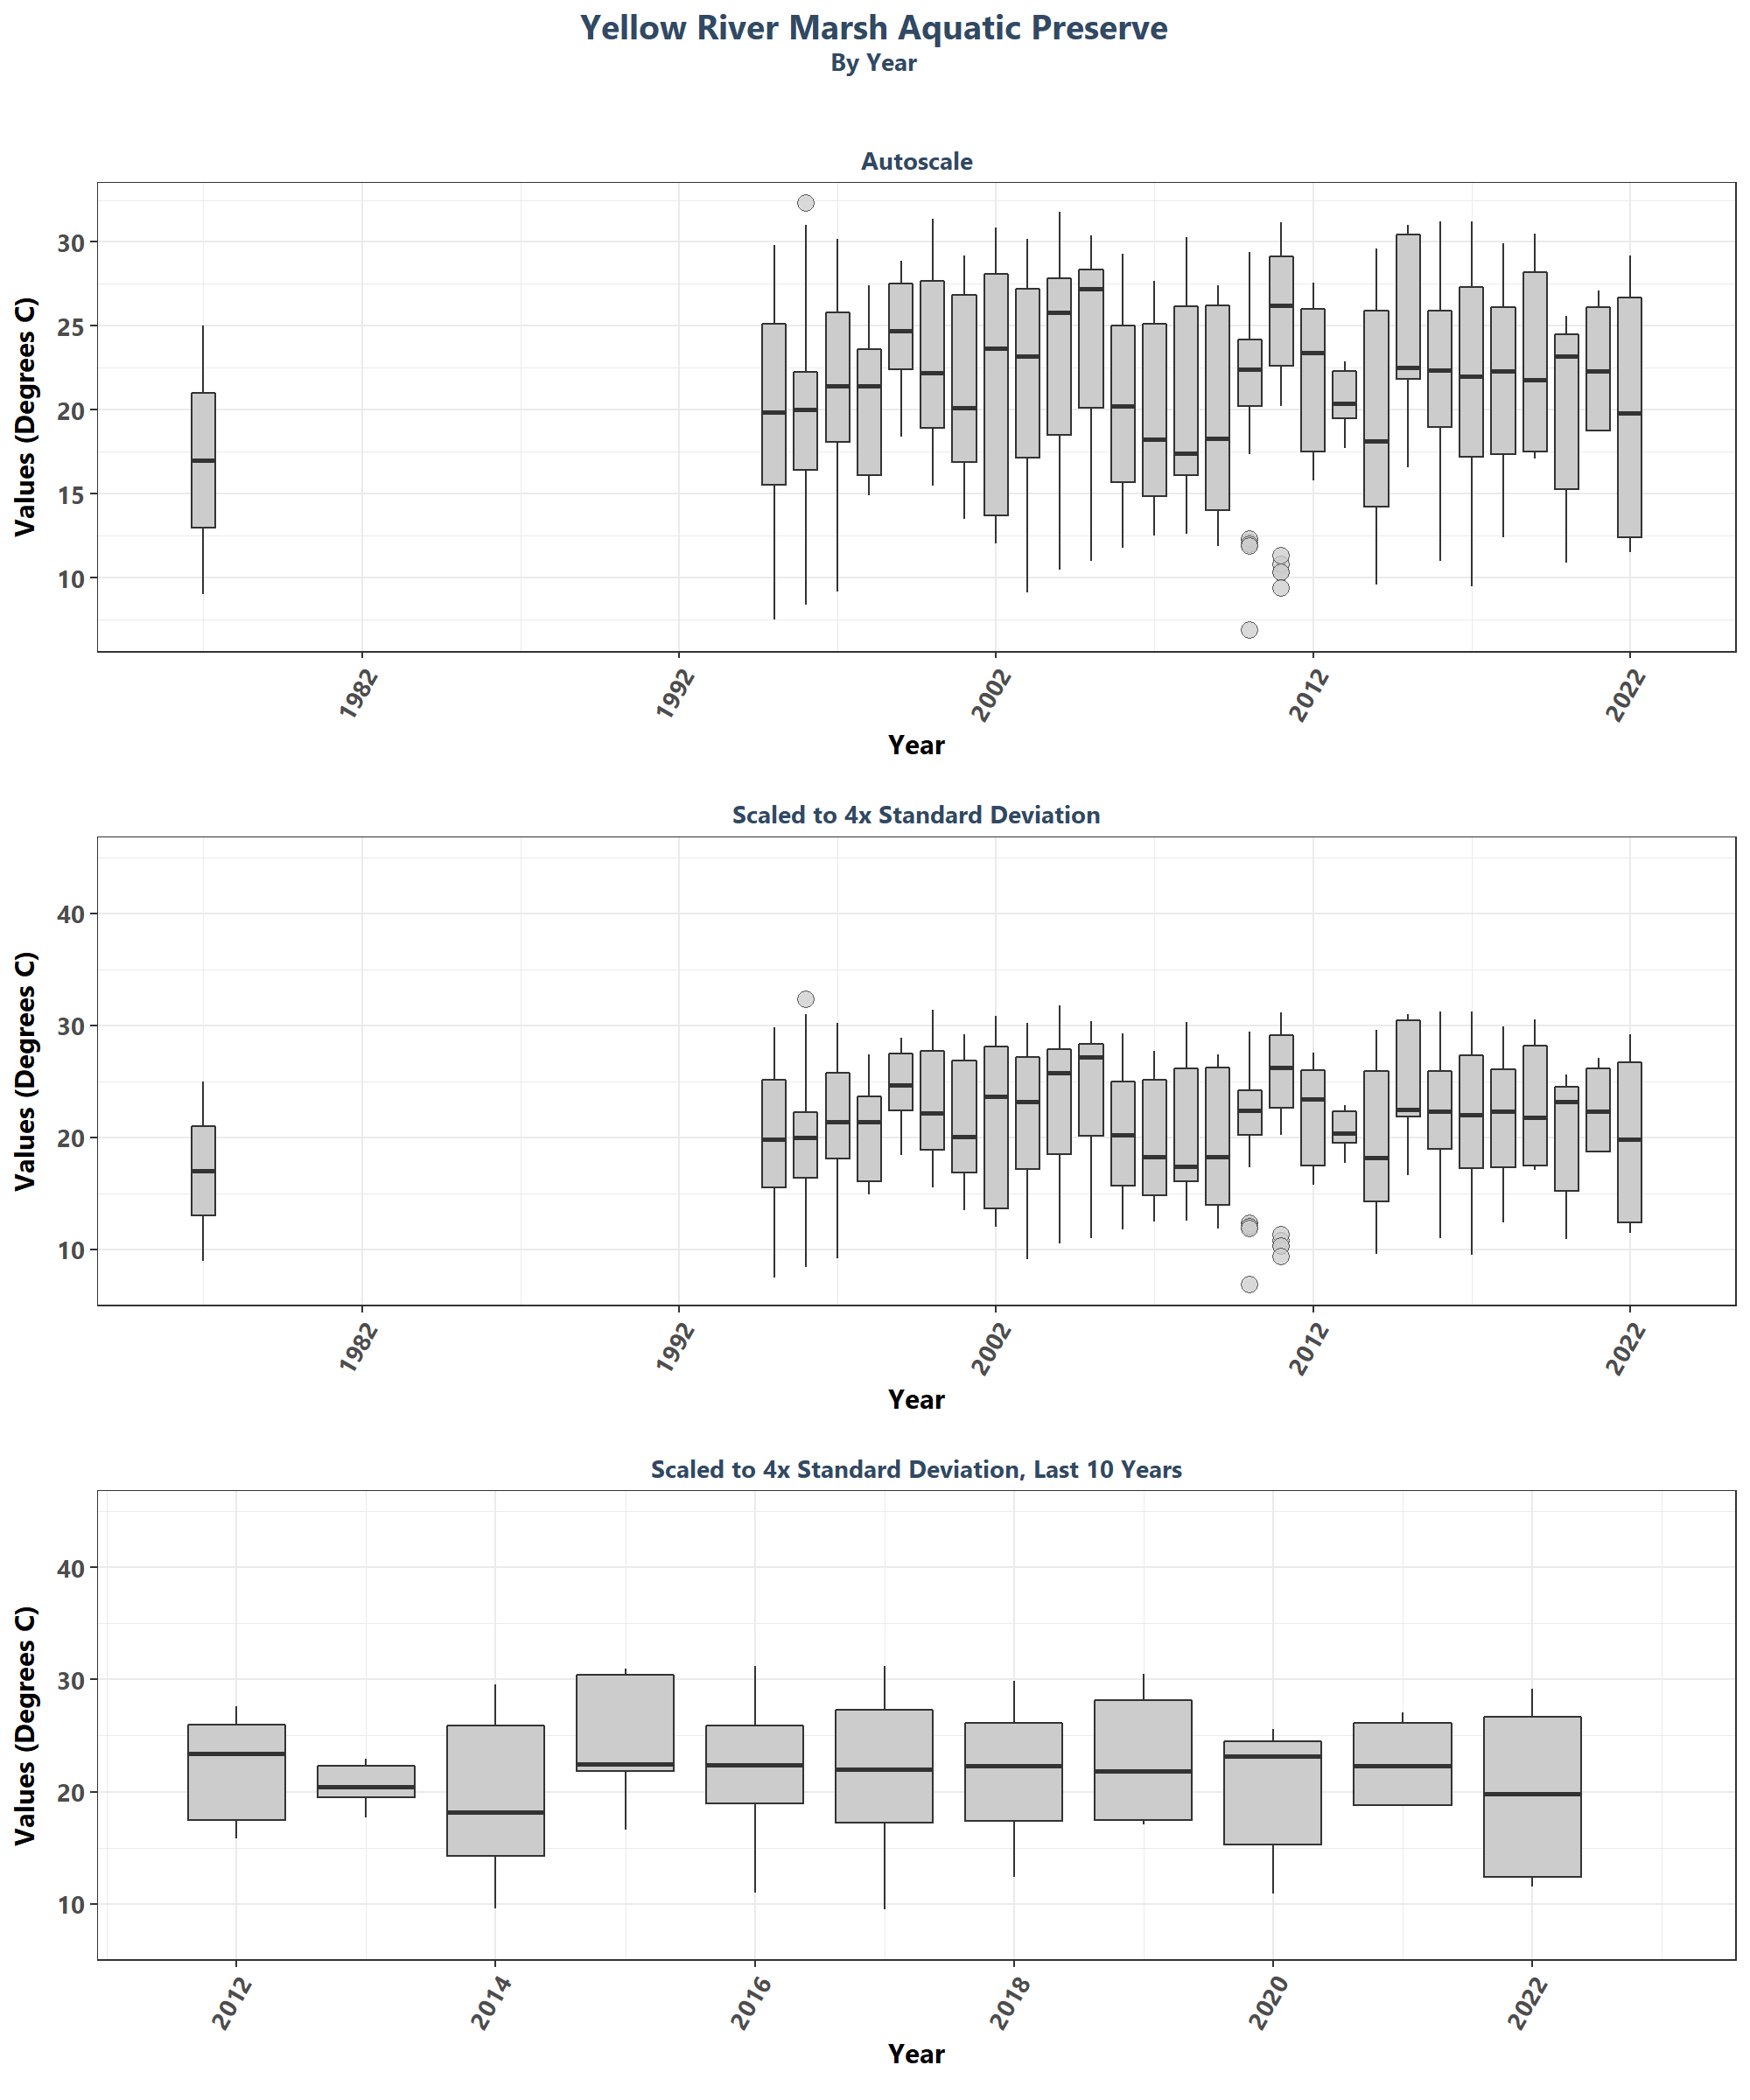 Yellow River Marsh Aquatic Preserve
By Year
Autoscale
Values (Degrees C)
30
25
20
15
10
1982
1992
2002
2012
2022
Year
Scaled to 4x Standard Deviation
Values (Degrees C)
40
30
20
10
1982
1992
2002
2012
2022
Year
Scaled to 4x Standard Deviation, Last 10 Years
Values (Degrees C)
40
30
20
10
2012
2014
2016
2018
2020
2022
Year